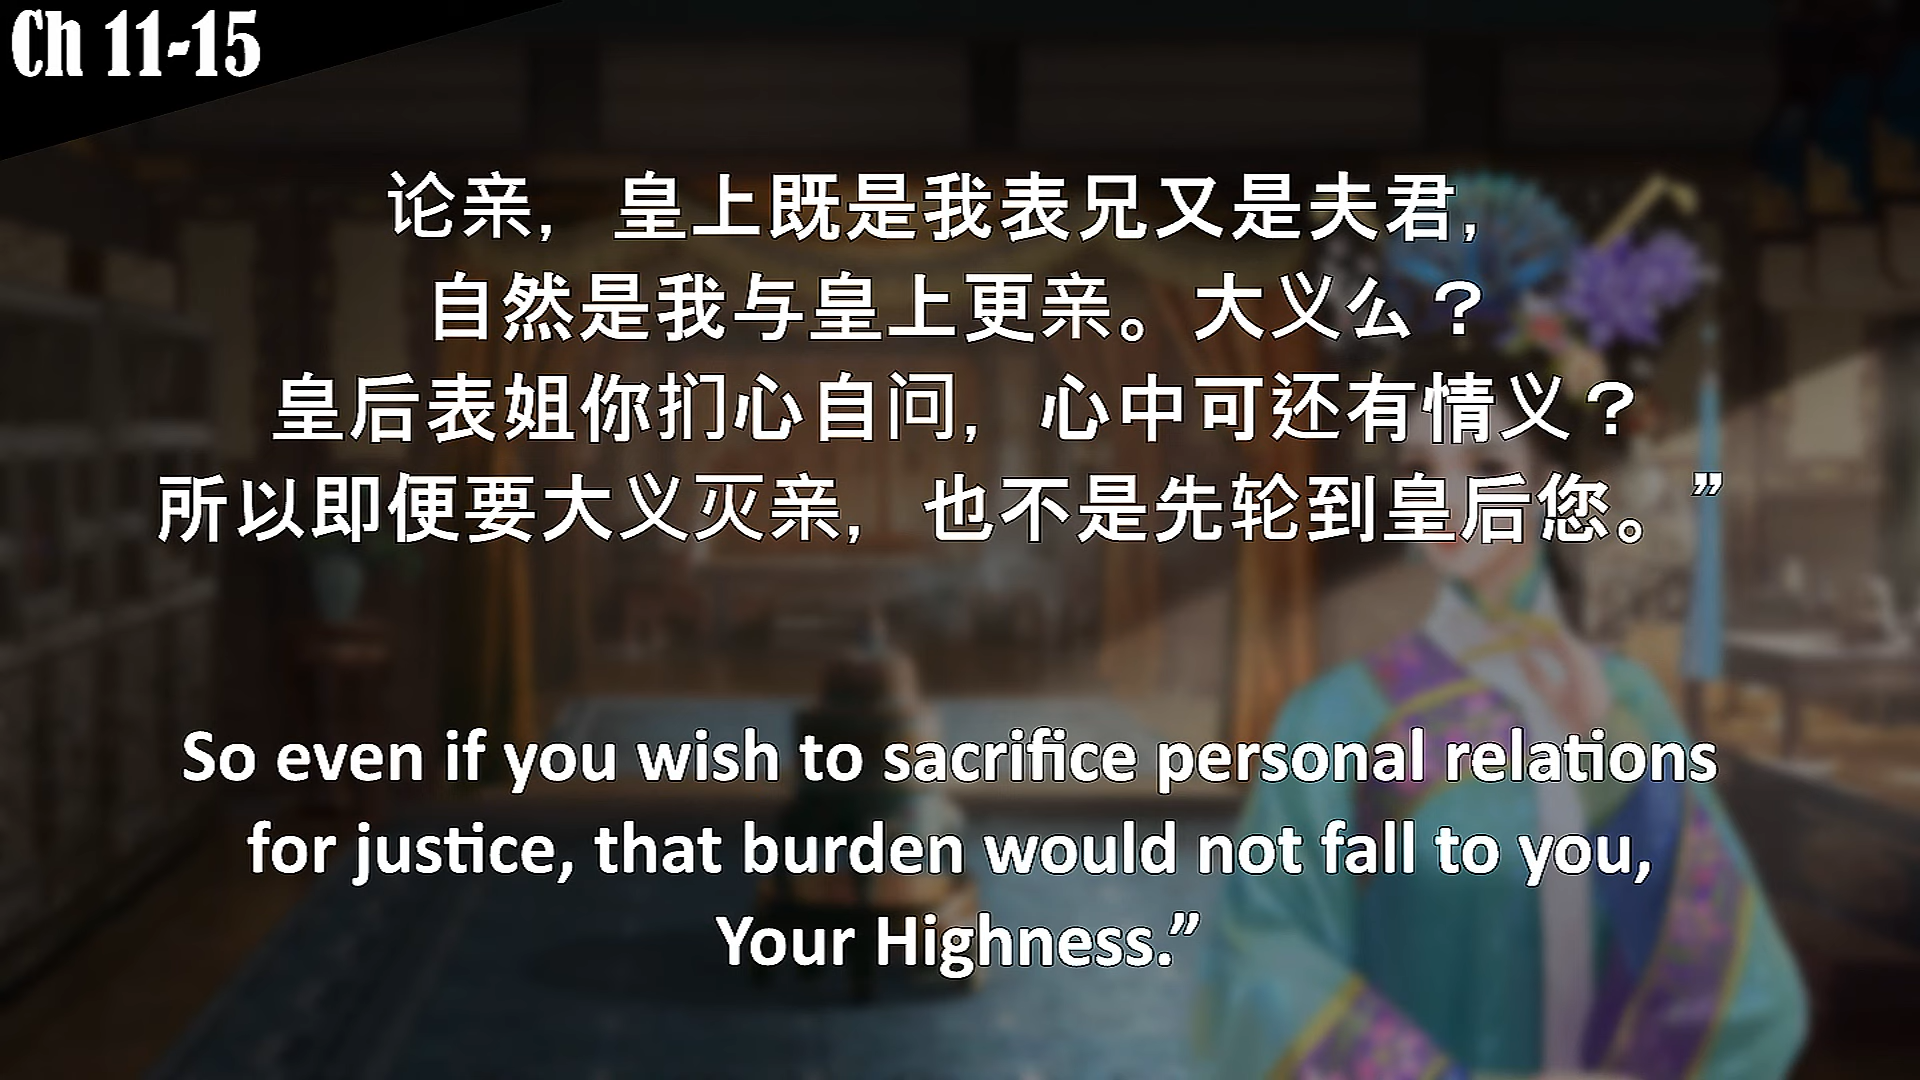 Ch 11-15
论亲，皇上既是我表兄又是夫君，
自然是我与皇上更亲。大义么？
皇后表姐你扪心自问，心中可还有情义？
所以即便要大义灭亲，也不是先轮到皇后您。”
So even if you wish to sacrifice personal relations
for justice, that burden would not fall to you,
Your Highness.”